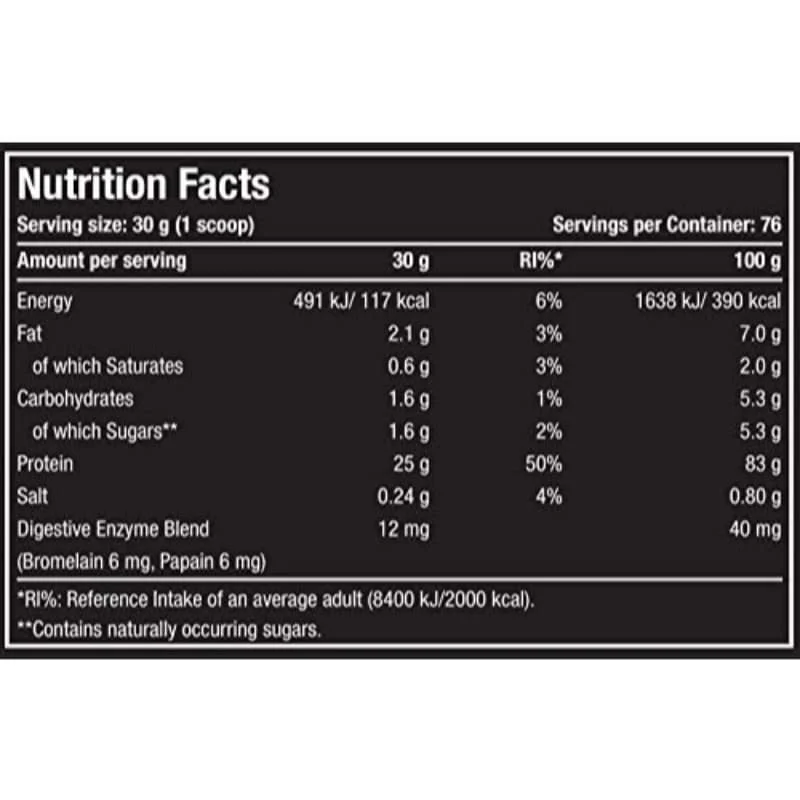 Nutrition Facts
Serving size: 30 g (1 scoop) Servings per Container: 76
Amount per serving 30 g RI%* 100 g
Energy 491 kJ/ 117 kcal 6% 1638 kJ/ 390 kcal
Fat 2.1 g 3% 7.0 g
of which Saturates 0.6 g 3% 2.0 g
Carbohydrates 1.6 g 1% 5.3 g
of which Sugars** 1.6 g 2% 5.3 g
Protein 25 g 50% 83 g
Salt 0.24 g 4% 0.80 g
Digestive Enzyme Blend 12 mg 40 mg
(Bromelain 6 mg, Papain 6 mg)
*RI%: Reference Intake of an average adult (8400 kJ/2000 kcal).
**Contains naturally occurring sugars.